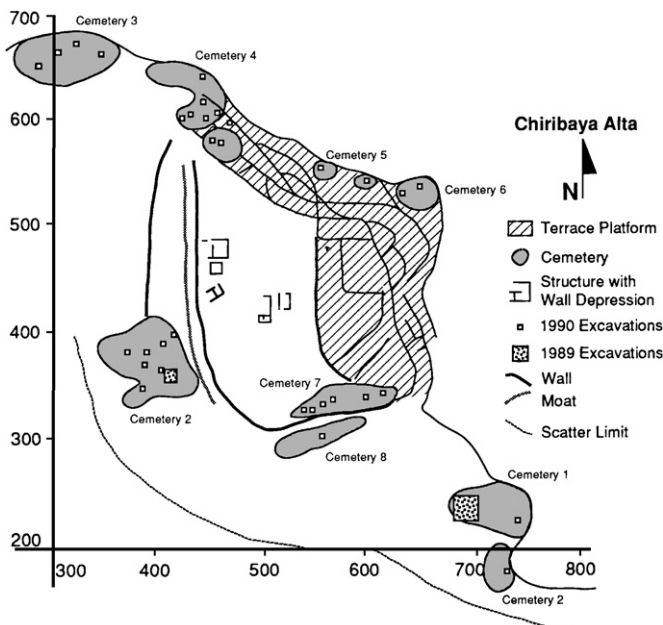 700
600
500
400
300
200
300
400
500
600
700
800
Cemetery 3
Cemetery 4
Cemetery 5
Cemetery 6
Cemetery 2
Cemetery 7
Cemetery 8
Cemetery 1
Cemetery 2
Chiribaya Alta
N
Terrace Platform
Cemetery
Structure with
Wall Depression
1990 Excavations
1989 Excavations
Wall
Moat
Scatter Limit